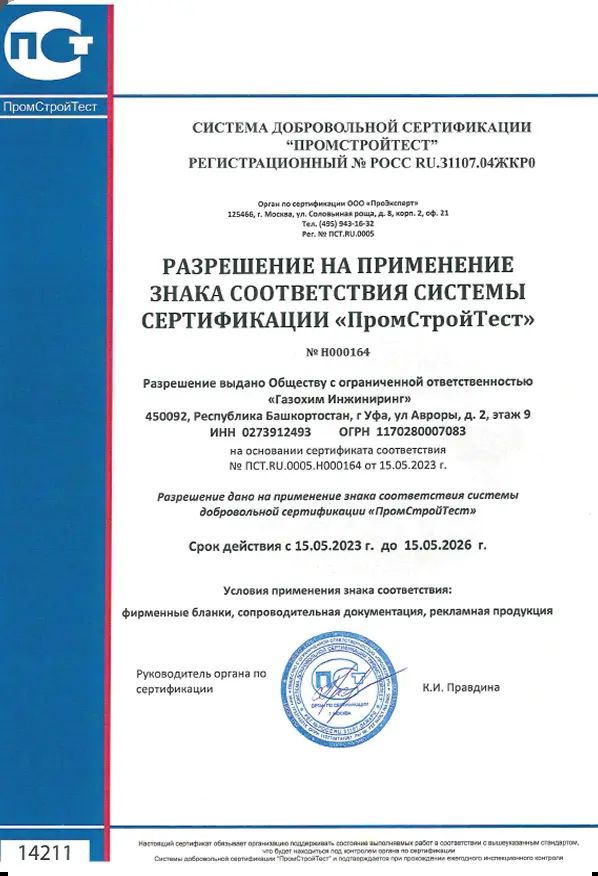 ПСТ
ПромСтройТест
СИСТЕМА ДОБРОВОЛЬНОЙ СЕРТИФИКАЦИИ
“ПРОМСТРОЙТЕСТ”
РЕГИСТРАЦИОННЫЙ № РОСС RU.31107.04ЖКР0
Орган по сертификации ООО «ПроЭксперт»
125466, г. Москва, ул. Соловьиная роща, д. 8, корп. 2, оф. 21
Тел. (495) 943-16-32
Рег. № ПСТ.RU.0005
РАЗРЕШЕНИЕ НА ПРИМЕНЕНИЕ
ЗНАКА СООТВЕТСТВИЯ СИСТЕМЫ
СЕРТИФИКАЦИИ «ПромСтройТест»
№ Н000164
Разрешение выдано Обществу с ограниченной ответственностью
«Газохим Инжиниринг»
450092, Республика Башкортостан, г Уфа, ул Авроры, д. 2, этаж 9
ИНН 0273912493 ОГРН 1170280007083
на основании сертификата соответствия
№ ПСТ.RU.0005.Н000164 от 15.05.2023 г.
Разрешение дано на применение знака соответствия системы
добровольной сертификации «ПромСтройТест»
Срок действия с 15.05.2023 г. до 15.05.2026 г.
Условия применения знака соответствия:
фирменные бланки, сопроводительная документация, рекламная продукция
Руководитель органа по
сертификации
ПСТ
ОРГАН ПО СЕРТИФИКАЦИИ
Г. МОСКВА
К.И. Правдина
14211
Настоящий сертификат обязывает организацию поддерживать состояние выполняемых работ в соответствии с вышеуказанным стандартом,
что будет находиться под контролем органа по сертификации
Системы добровольной сертификации "ПромСтройТест" и подтверждается при прохождении ежегодного инспекционного контроля